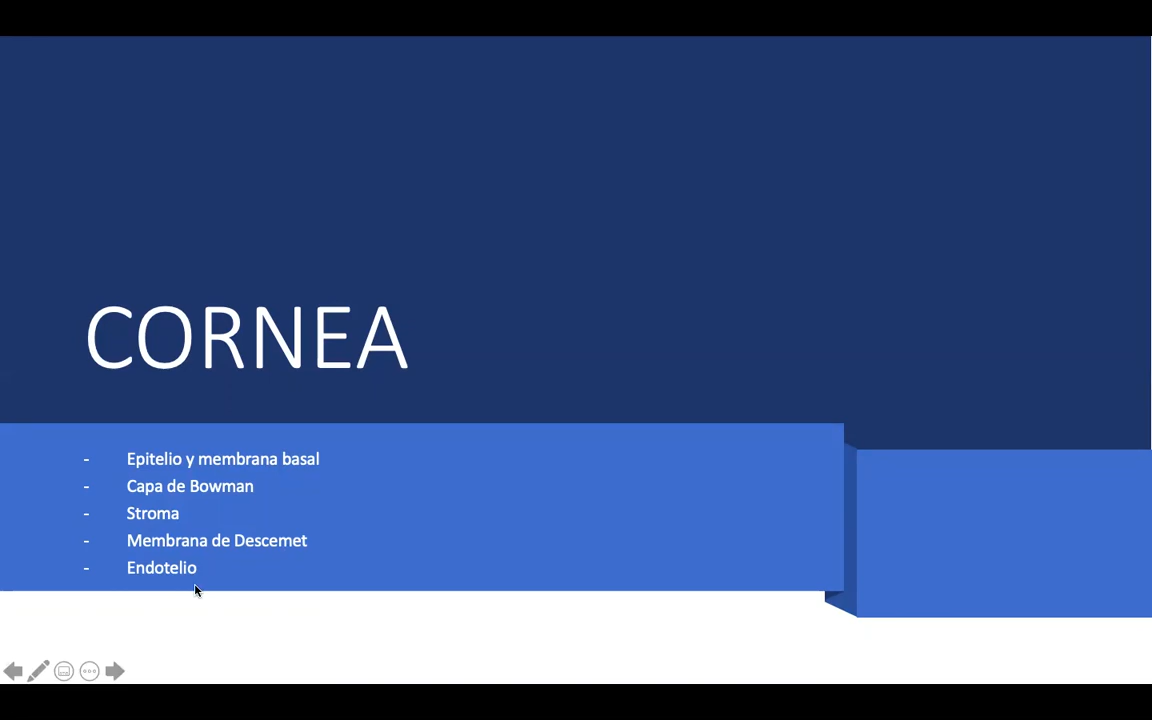 CORNEA
- Epitelio y membrana basal
- Capa de Bowman
- Stroma
- Membrana de Descemet
- Endotelio